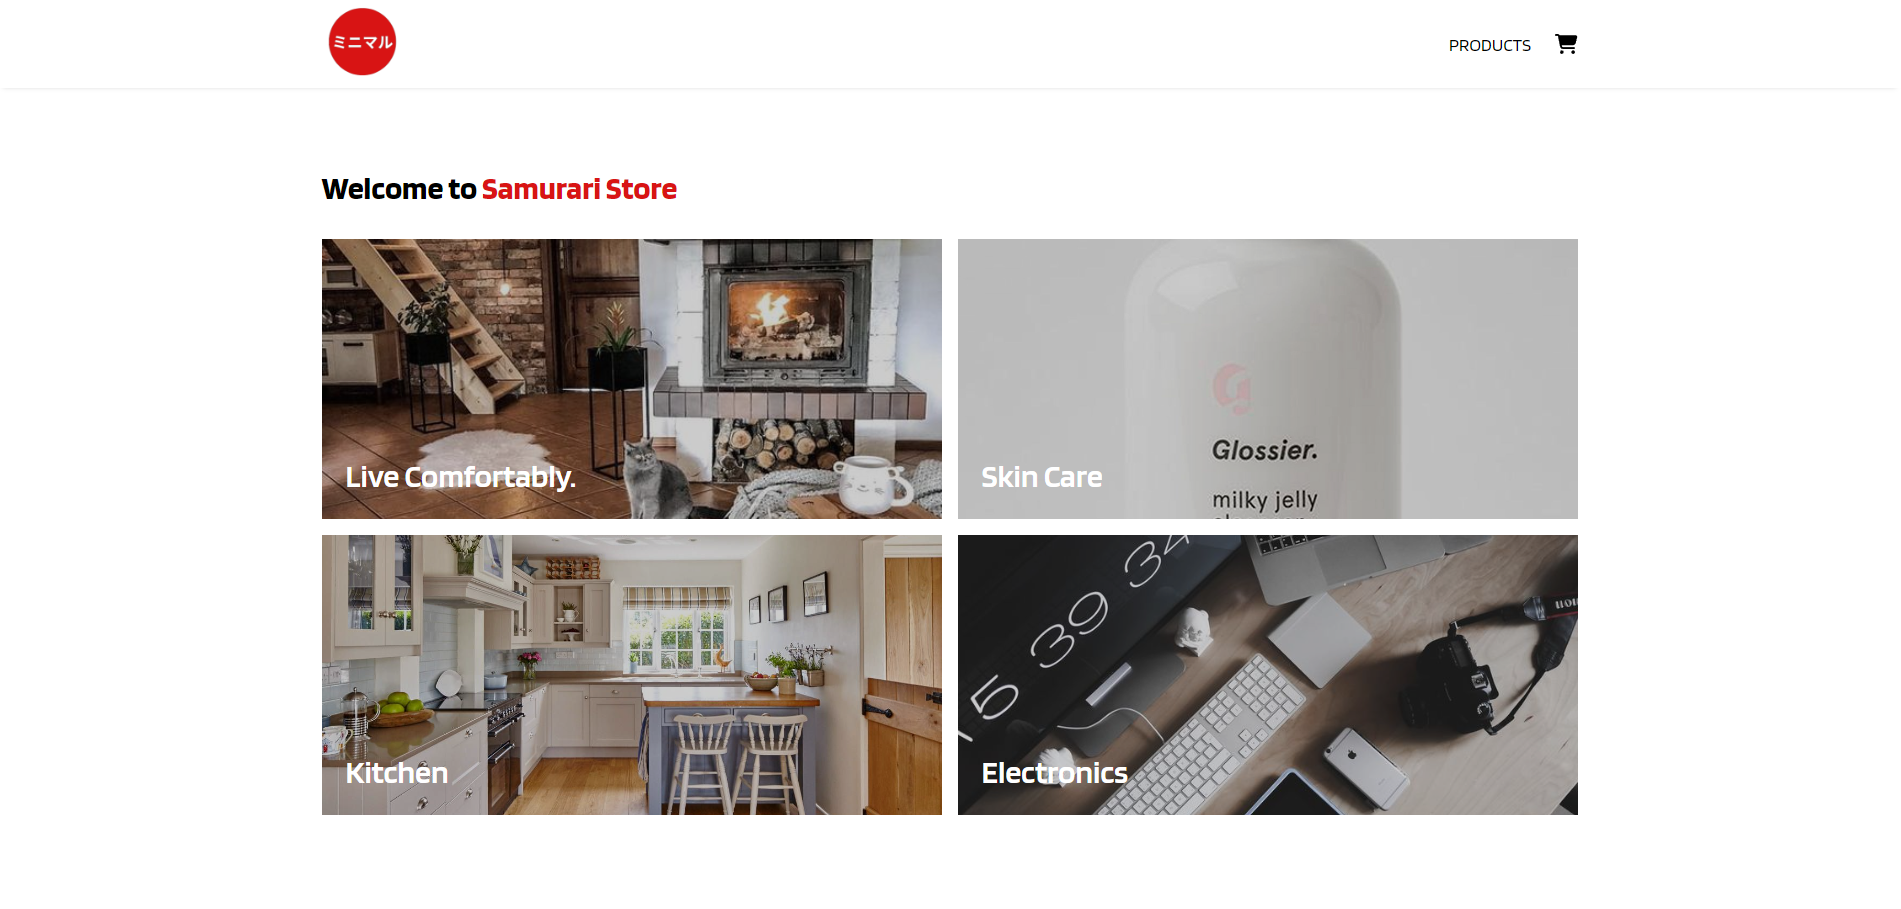 ミニマル
PRODUCTS
Welcome to Samurari Store
Live Comfortably.
Glossier.
milky jelly
Skin Care
Kitchen
15 39 34
Electronics